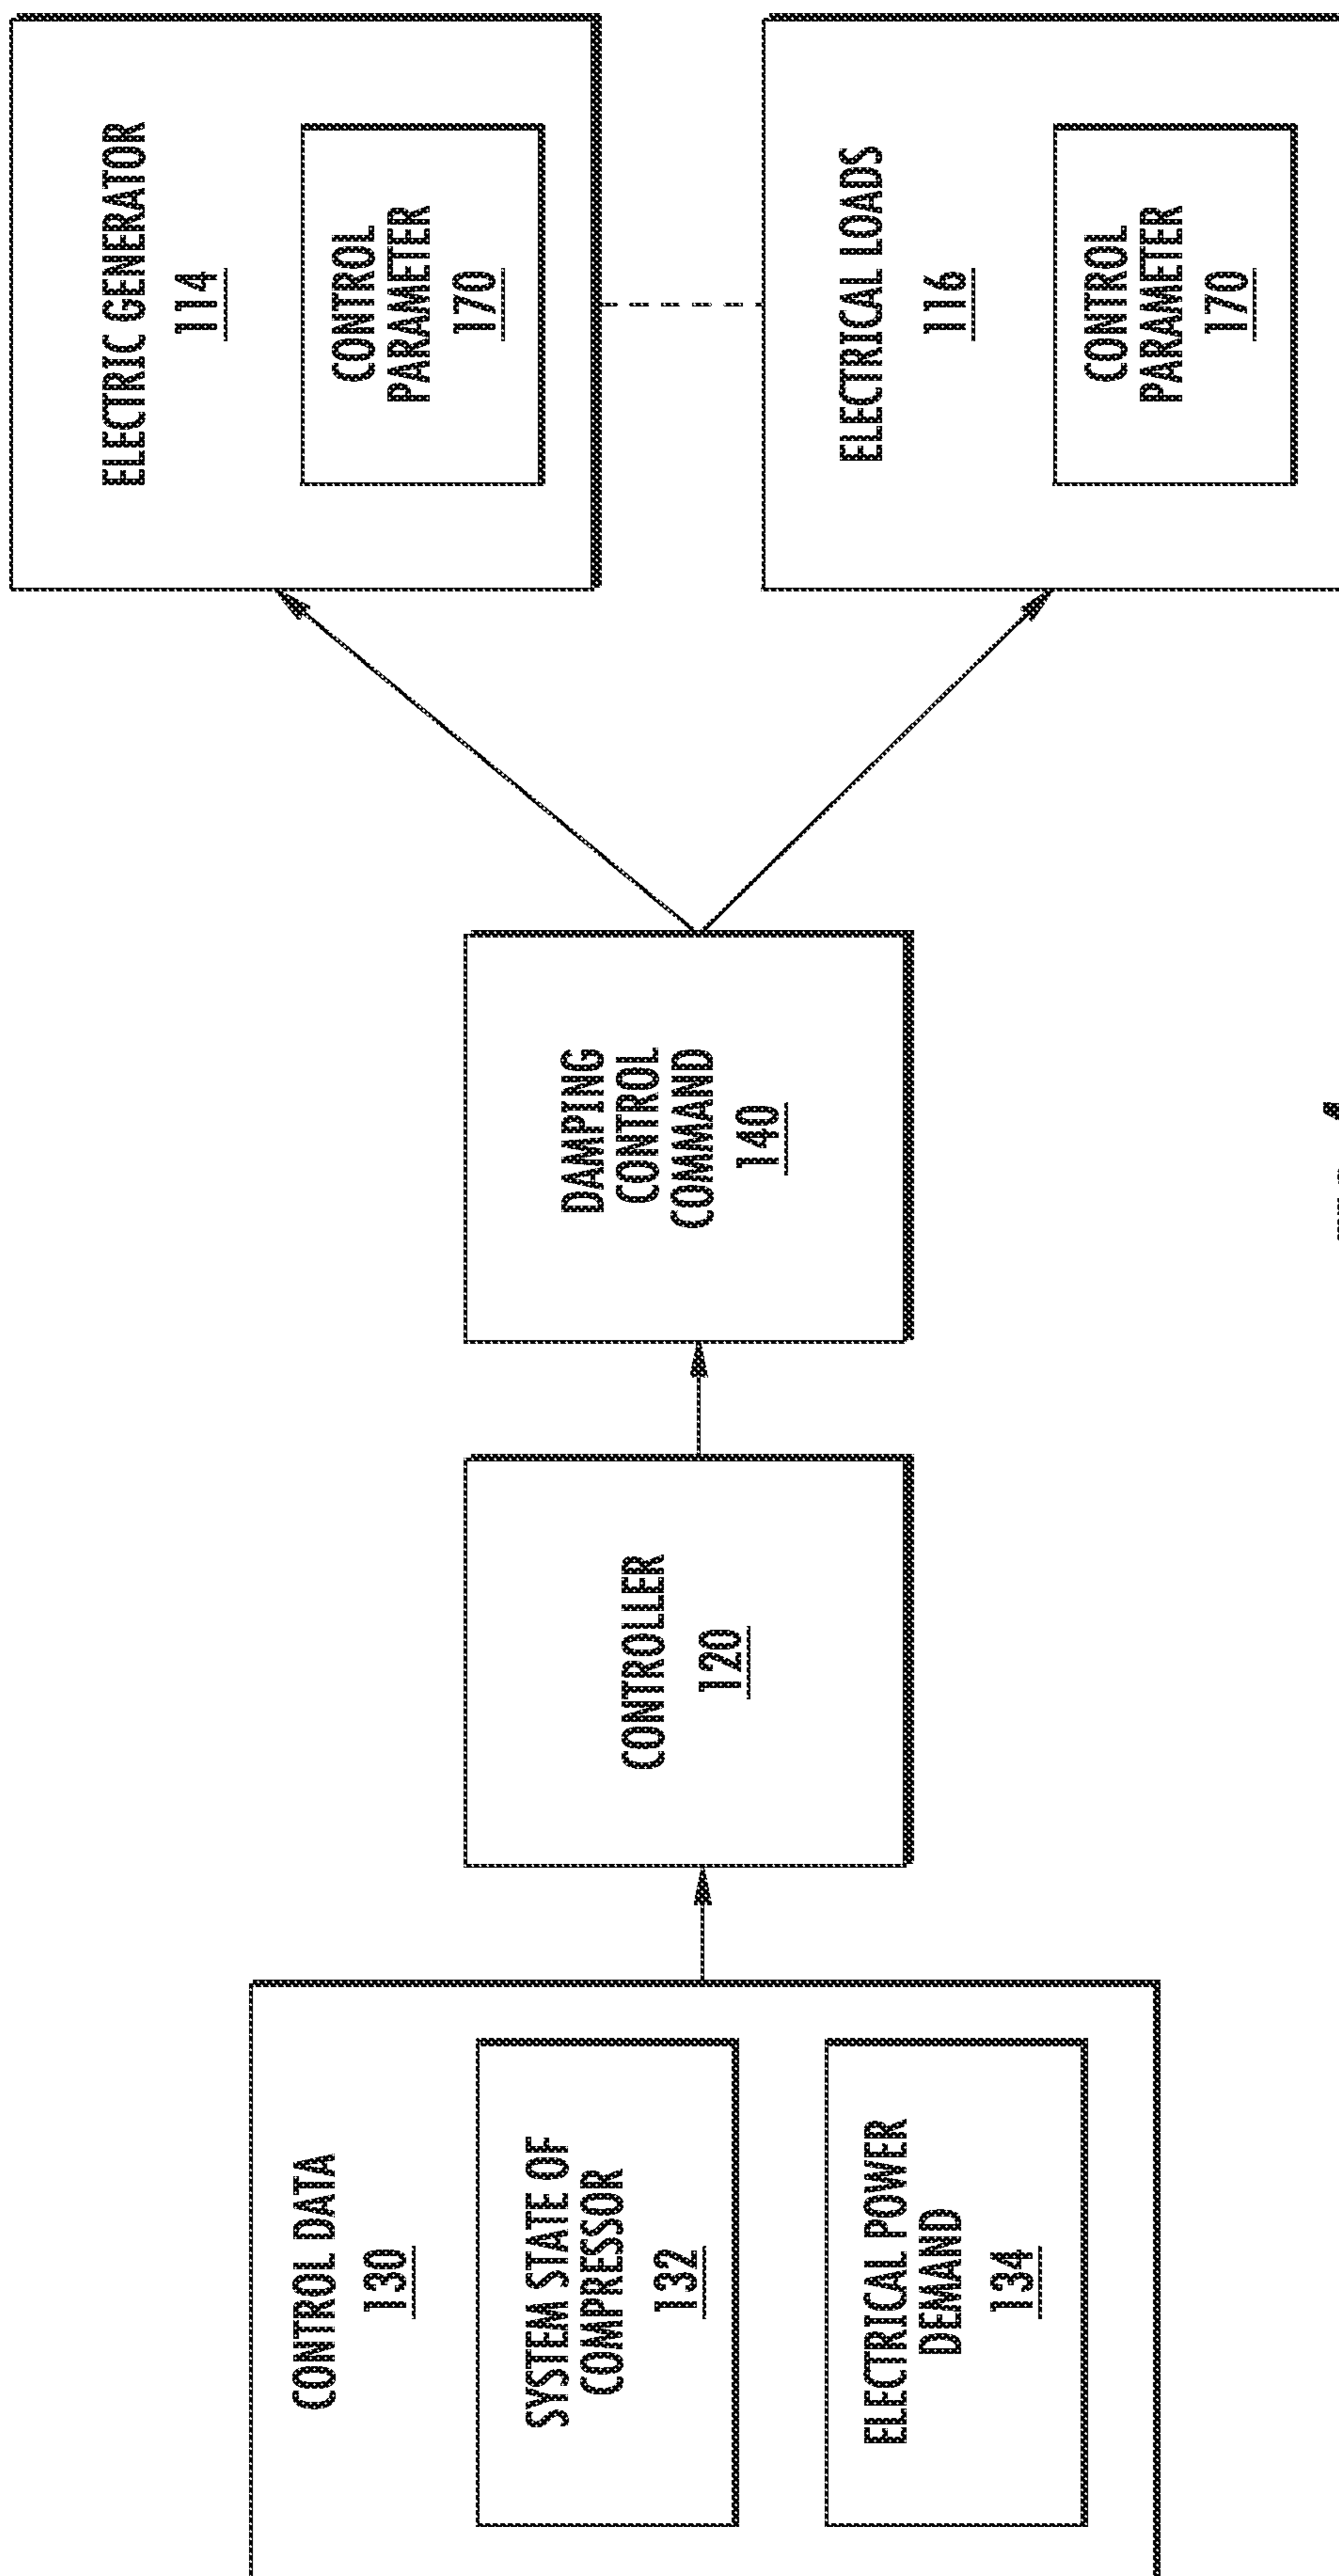 CONTROL DATA
130
SYSTEM STATE OF
COMPRESSOR
132
ELECTRICAL POWER
DEMAND
134
CONTROLLER
120
DAMPING
CONTROL
COMMAND
140
ELECTRIC GENERATOR
114
CONTROL
PARAMETER
170
ELECTRICAL LOADS
116
CONTROL
PARAMETER
170